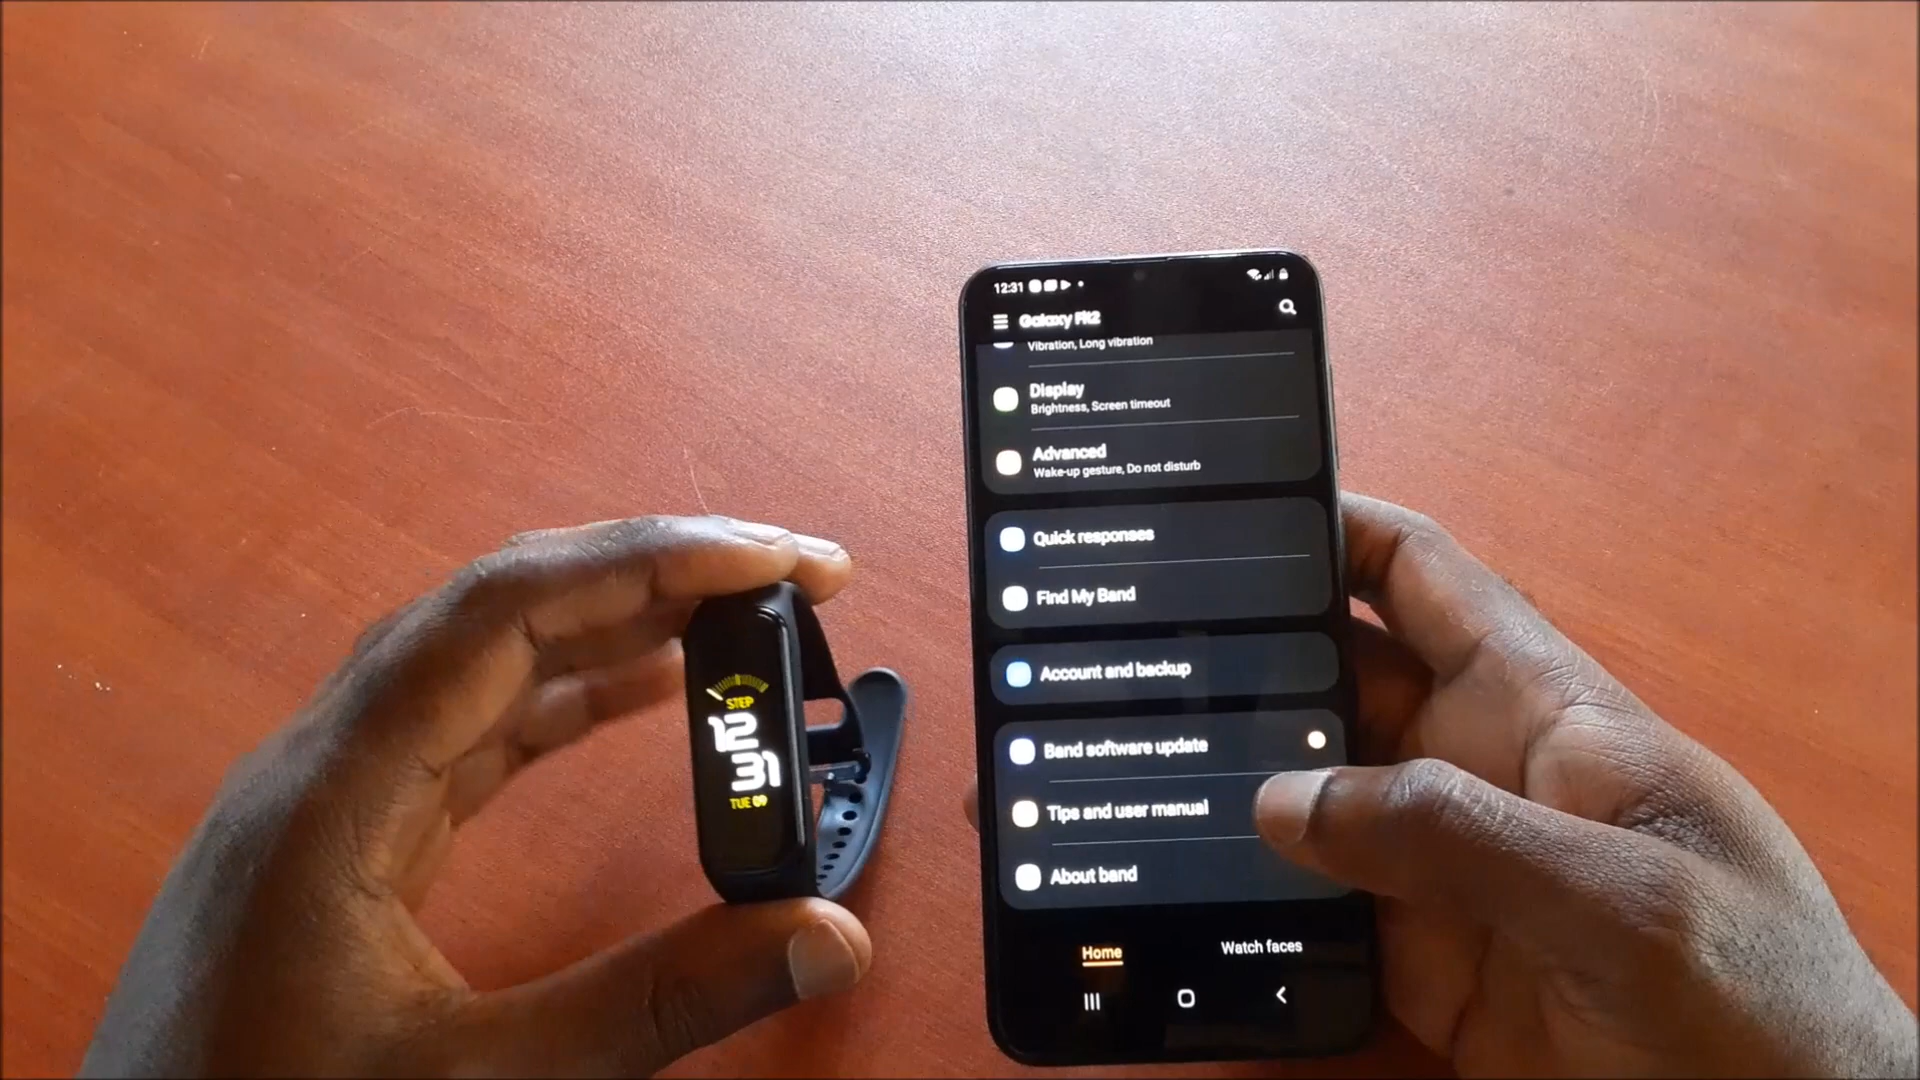 STEP
12
31
TUE 09
12:31
Galaxy Fit2
Vibration, Long vibration
Display
Brightness, Screen timeout
Advanced
Wake-up gesture, Do not disturb
Quick responses
Find My Band
Account and backup
Band software update
Tips and user manual
About band
Home
Watch faces